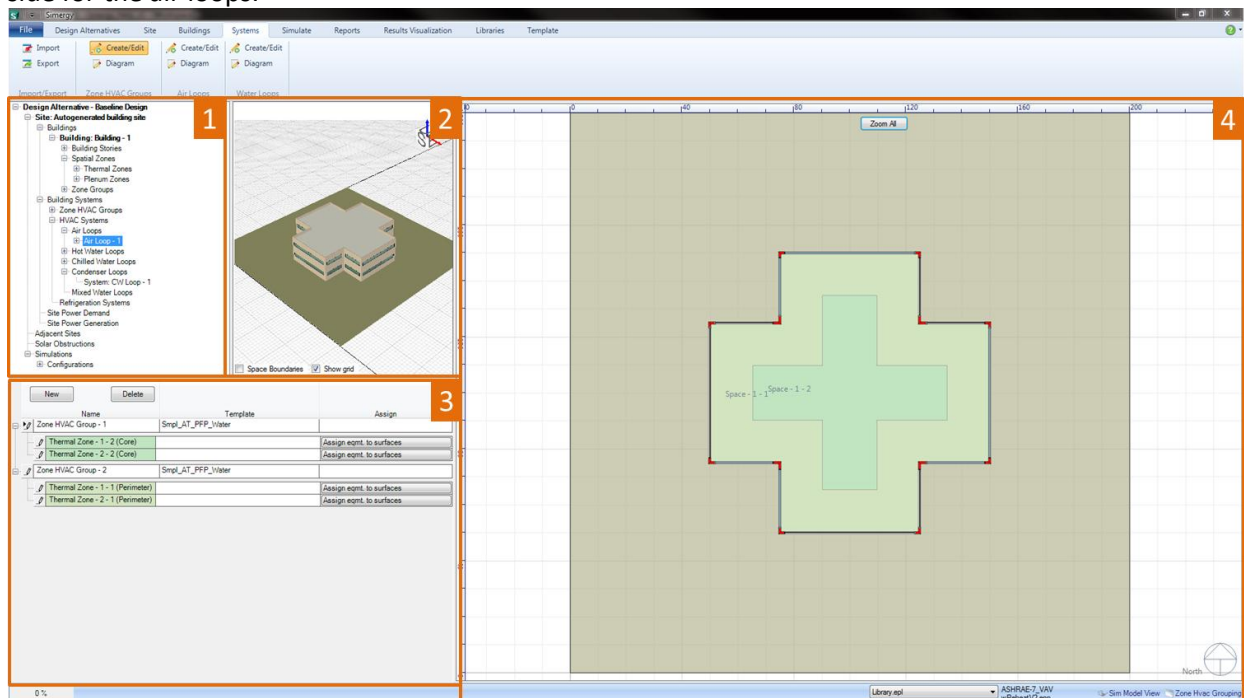 side for the air loops.
Simergy
File Design Alternatives Site Buildings Systems Simulate Reports Results Visualization Libraries Template
Import Create/Edit Create/Edit Create/Edit
Export Diagram Diagram Diagram
Import/Export Zone HVAC Groups Air Loops Water Loops
1
Design Alternative - Baseline Design
Site: Autogenerated building site
Buildings
Building: Building - 1
Building Stories
Spatial Zones
Thermal Zones
Plenum Zones
Zone Groups
Building Systems
Zone HVAC Groups
HVAC Systems
Air Loops
Air Loop - 1
Hot Water Loops
Chilled Water Loops
Condenser Loops
System: CW Loop - 1
Mixed Water Loops
Refrigeration Systems
Site Power Demand
Site Power Generation
Adjacent Sites
Solar Obstructions
Simulations
Configurations
2
Space Boundaries Show grid
3
New Delete
Name Template Assign
Zone HVAC Group - 1 Smpl_AT_PFP_Water
Thermal Zone - 1 - 2 (Core) Assign eqmt. to surfaces
Thermal Zone - 2 - 2 (Core) Assign eqmt. to surfaces
Zone HVAC Group - 2 Smpl_AT_PFP_Water
Thermal Zone - 1 - 1 (Perimeter) Assign eqmt. to surfaces
Thermal Zone - 2 - 1 (Perimeter) Assign eqmt. to surfaces
4
0 40 80 120 160 200
Zoom All
Space - 1 - 1
Space - 1 - 2
North
0 % Library.epl ASHRAE-7_VAV Sim Model View Zone Hvac Grouping